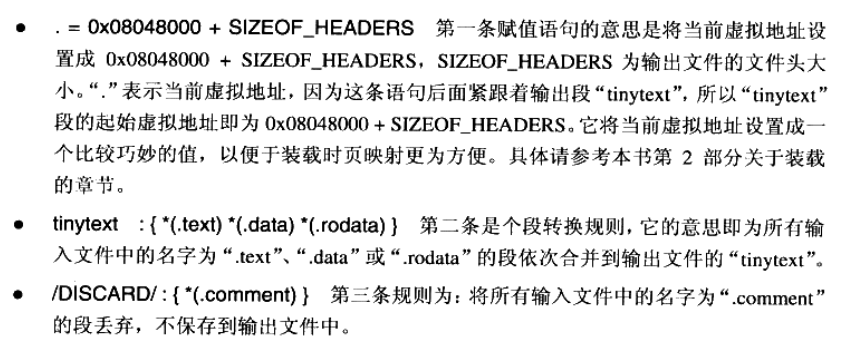 • . = 0x08048000 + SIZEOF_HEADERS 第一条赋值语句的意思是将当前虚拟地址设
置成 0x08048000 + SIZEOF_HEADERS，SIZEOF_HEADERS 为输出文件的文件头大
小。“.”表示当前虚拟地址，因为这条语句后面紧跟着输出段“tinytext”，所以“tinytext”
段的起始虚拟地址即为 0x08048000 + SIZEOF_HEADERS。它将当前虚拟地址设置成一
个比较巧妙的值，以便于装载时页映射更为方便。具体请参考本书第 2 部分关于装载
的章节。
• tinytext : { *(.text) *(.data) *(.rodata) } 第二条是个段转换规则，它的意思即为所有输
入文件中的名字为“.text”、“.data”或“.rodata”的段依次合并到输出文件的“tinytext”。
• /DISCARD/ : { *(.comment) } 第三条规则为：将所有输入文件中的名字为“.comment”
的段丢弃，不保存到输出文件中。